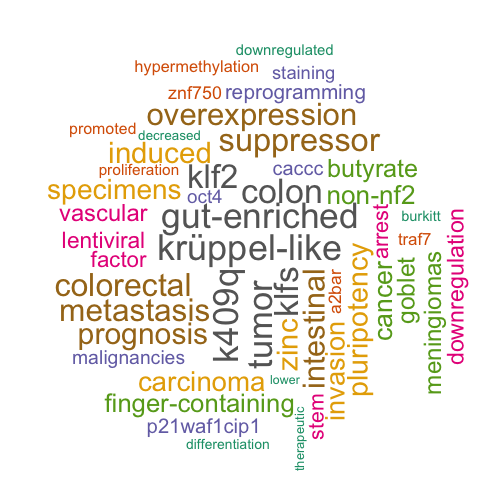 downregulated
hypermethylation
staining
znf750
reprogramming
overexpression
promoted
decreased
suppressor
induced
proliferation
klf2
caccc
butyrate
specimens
oct4
colon
non-nf2
vascular
gut-enriched
burkitt
arrest
lentiviral
krüppel-like
traf7
downregulation
factor
colorectal
k409q
tumor
klfs
zinc
intestinal
a2bar
pluripotency
cancer
goblet
meningiomas
metastasis
prognosis
invasion
malignancies
carcinoma
lower
stem
finger-containing
p21waf1cip1
differentiation
therapeutic